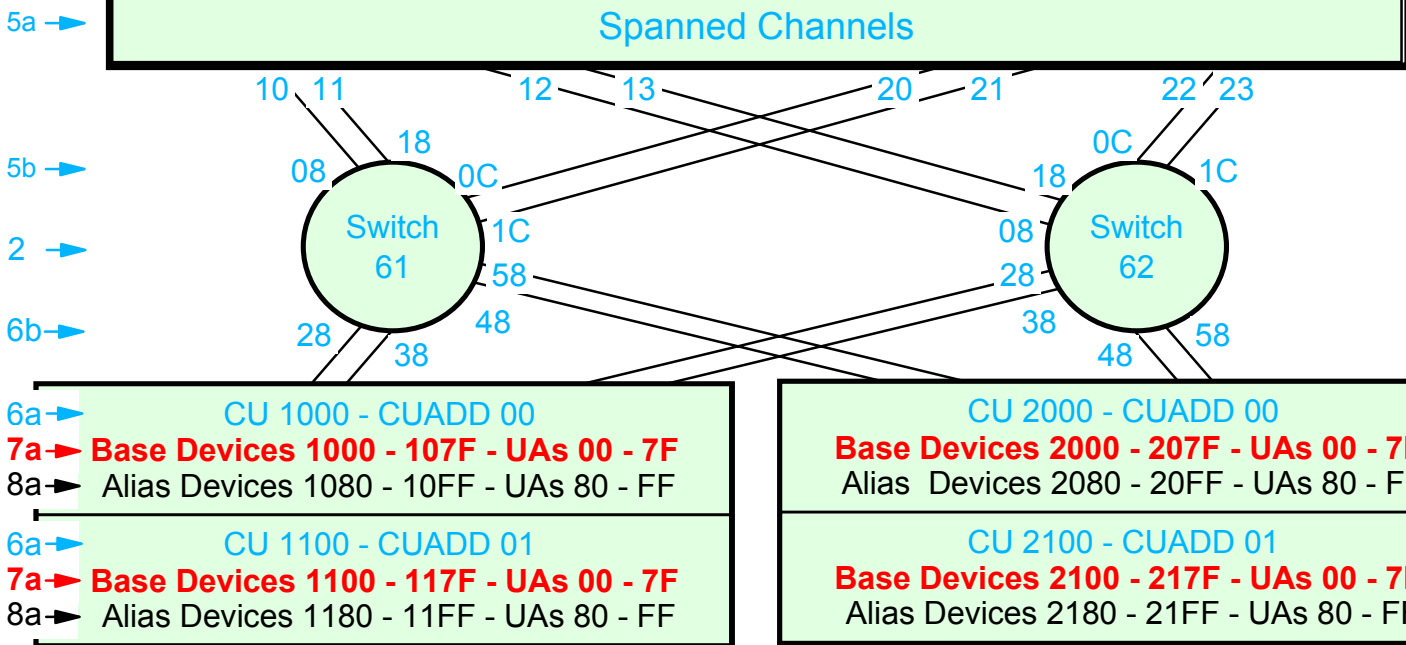 5a Spanned Channels
10 11 12 13 20 21 22 23
18 0C
5b 08 0C 18 1C
Switch 61
1C
Switch 62
08
2
58 28
6b 28 48 38 58
38 48
6a CU 1000 - CUADD 00
7a Base Devices 1000 - 107F - UAs 00 - 7F
8a Alias Devices 1080 - 10FF - UAs 80 - FF
6a CU 1100 - CUADD 01
7a Base Devices 1100 - 117F - UAs 00 - 7F
8a Alias Devices 1180 - 11FF - UAs 80 - FF
CU 2000 - CUADD 00
Base Devices 2000 - 207F - UAs 00 -
Alias Devices 2080 - 20FF - UAs 80 -
CU 2100 - CUADD 01
Base Devices 2100 - 217F - UAs 00 -
Alias Devices 2180 - 21FF - UAs 80 -